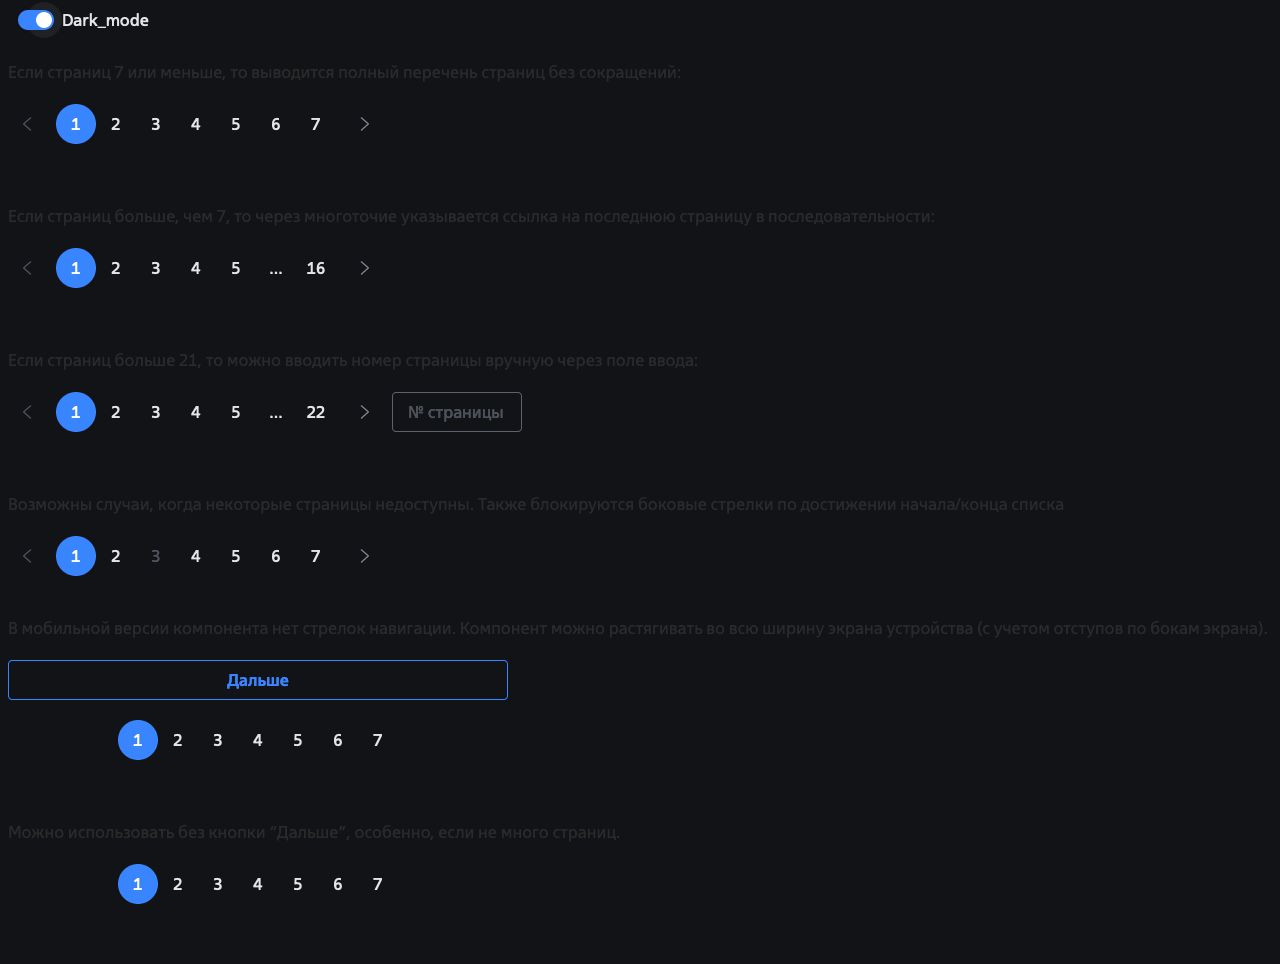 Dark_mode
Если страниц 7 или меньше, то выводится полный перечень страниц без сокращений:
1 2 3 4 5 6 7
Если страниц больше, чем 7, то через многоточие указывается ссылка на последнюю страницу в последовательности:
1 2 3 4 5 ... 16
Если страниц больше 21, то можно вводить номер страницы вручную через поле ввода:
1 2 3 4 5 ... 22 № страницы
Возможны случаи, когда некоторые страницы недоступны. Также блокируются боковые стрелки по достижении начала/конца списка
1 2 3 4 5 6 7
В мобильной версии компонента нет стрелок навигации. Компонент можно растягивать во всю ширину экрана устройства (с учетом отступов по бокам экрана).
Дальше
1 2 3 4 5 6 7
Можно использовать без кнопки “Дальше”, особенно, если не много страниц.
1 2 3 4 5 6 7